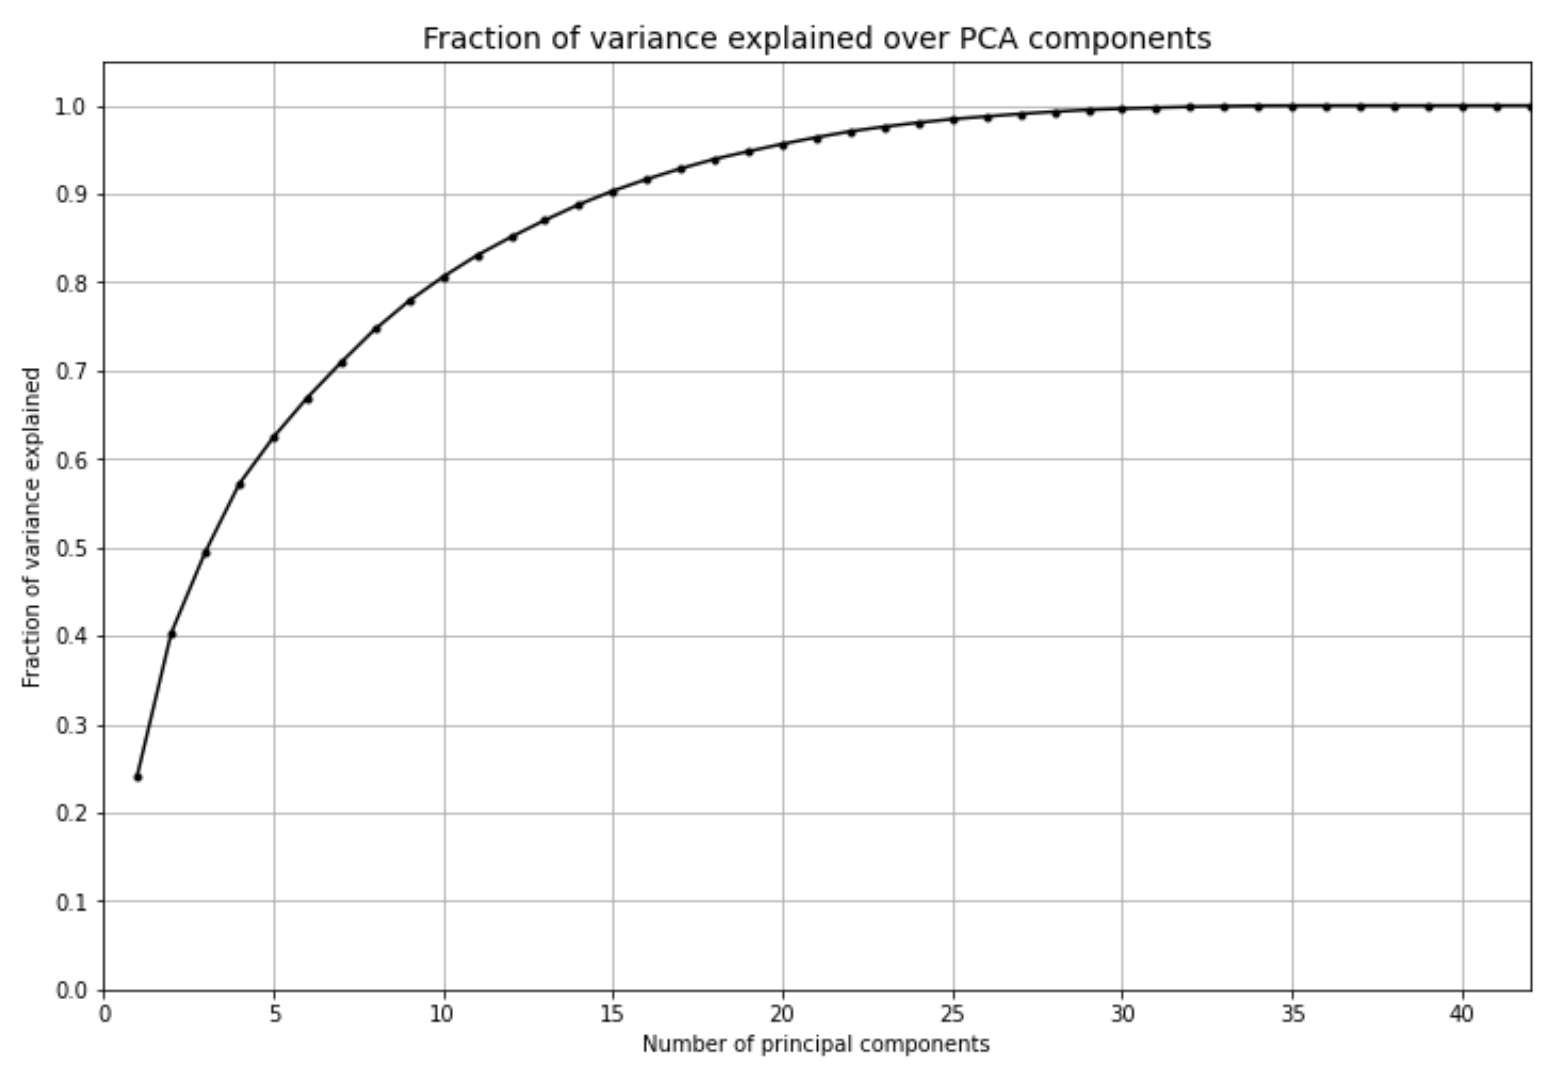 Fraction of variance explained over PCA components
Fraction of variance explained
1.0
0.9
0.8
0.7
0.6
0.5
0.4
0.3
0.2
0.1
0.0
0 5 10 15 20 25 30 35 40
Number of principal components